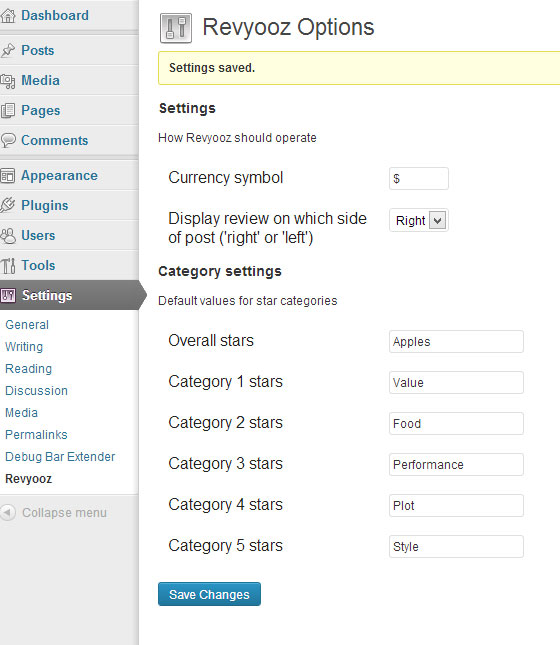 Dashboard
Posts
Media
Pages
Comments
Appearance
Plugins
Users
Tools
Settings
General
Writing
Reading
Discussion
Media
Permalinks
Debug Bar Extender
Revyooz
Collapse menu
Revyooz Options
Settings saved.
Settings
How Revyooz should operate
Currency symbol
$
Display review on which side
of post ('right' or 'left')
Right
Category settings
Default values for star categories
Overall stars
Apples
Category 1 stars
Value
Category 2 stars
Food
Category 3 stars
Performance
Category 4 stars
Plot
Category 5 stars
Style
Save Changes